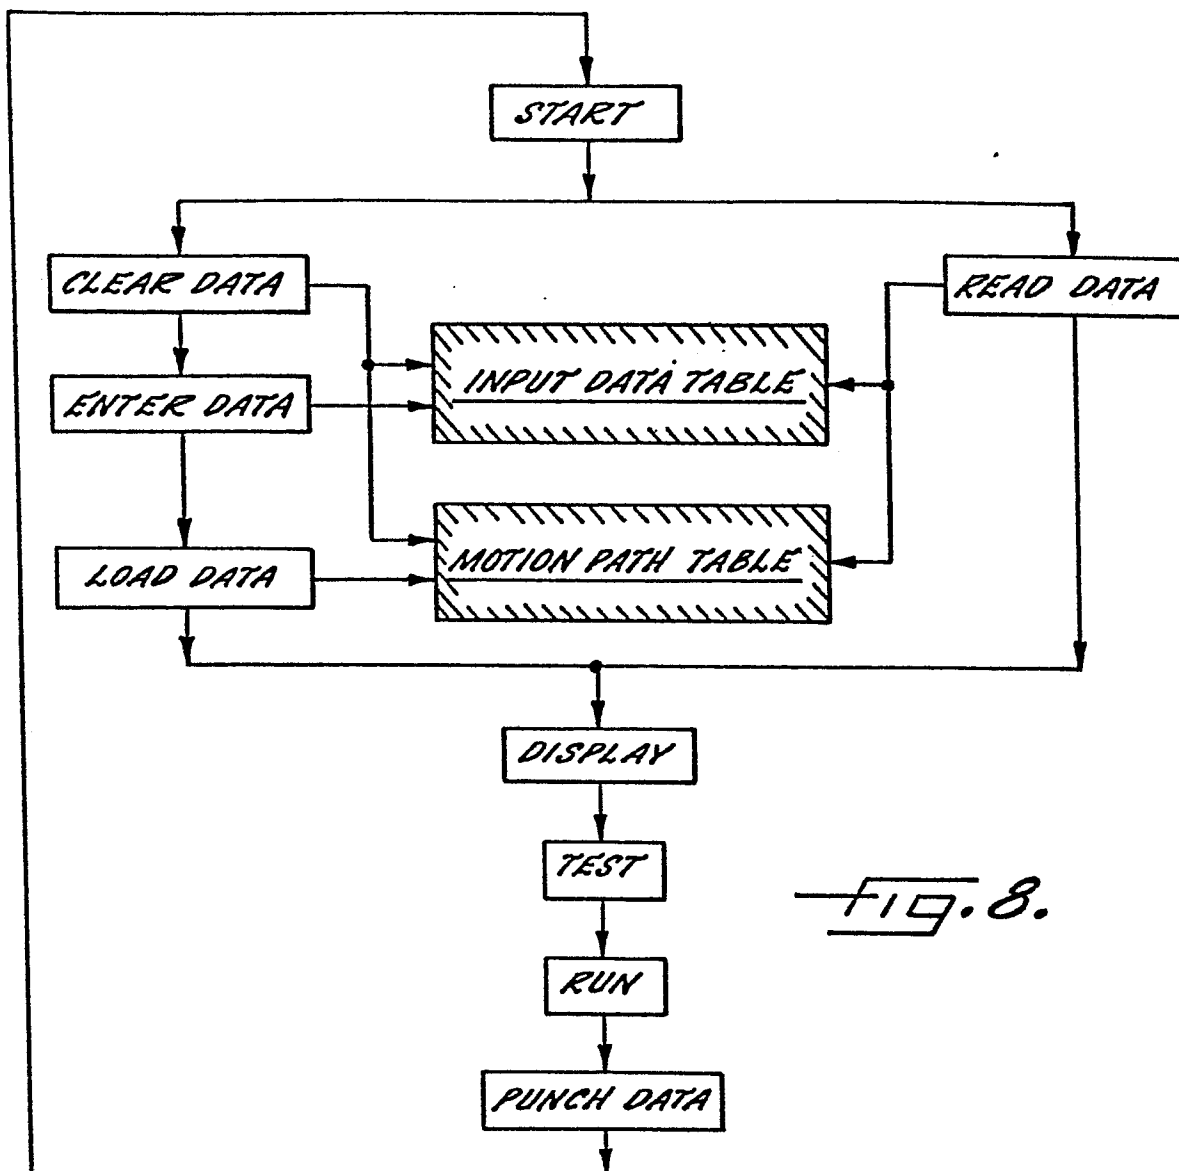 START
CLEAR DATA
READ DATA
INPUT DATA TABLE
ENTER DATA
MOTION PATH TABLE
LOAD DATA
DISPLAY
TEST
Fig. 8.
RUN
PUNCH DATA